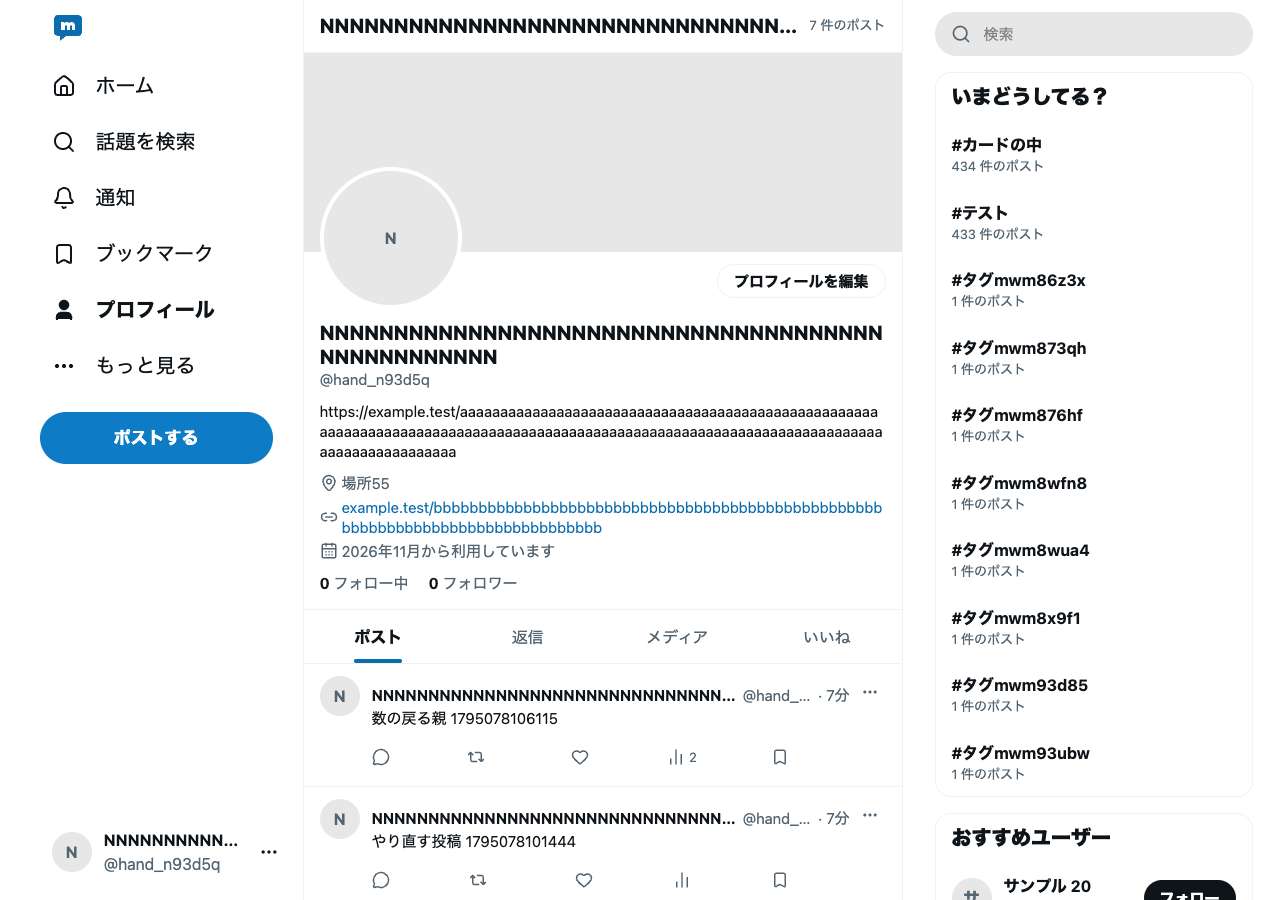 m
ホーム
話題を検索
通知
ブックマーク
プロフィール
もっと見る
ポストする
N
NNNNNNNNNN...
@hand_n93d5q
NNNNNNNNNNNNNNNNNNNNNNNNNNNNNNN... 7 件のポスト
N
プロフィールを編集
NNNNNNNNNNNNNNNNNNNNNNNNNNNNNNNNNNNNNN
NNNNNNNNNNNN
@hand_n93d5q
https://example.test/aaaaaaaaaaaaaaaaaaaaaaaaaaaaaaaaaaaaaaaaaaaaaaaaaaaa
aaaaaaaaaaaaaaaaaaaaaaaaaaaaaaaaaaaaaaaaaaaaaaaaaaaaaaaaaaaaaaaaaaaaaa
aaaaaaaaaaaaaaaaa
場所55
example.test/bbbbbbbbbbbbbbbbbbbbbbbbbbbbbbbbbbbbbbbbbbbbbbbbbb
bbbbbbbbbbbbbbbbbbbbbbbbbbbbb
2026年11月から利用しています
0 フォロー中 0 フォロワー
ポスト 返信 メディア いいね
N
NNNNNNNNNNNNNNNNNNNNNNNNNNNNNNN... @hand_... · 7分
数の戻る親 1795078106115
2
N
NNNNNNNNNNNNNNNNNNNNNNNNNNNNNNN... @hand_... · 7分
やり直す投稿 1795078101444
検索
いまどうしてる？
#カードの中
434 件のポスト
#テスト
433 件のポスト
#タグmwm86z3x
1 件のポスト
#タグmwm873qh
1 件のポスト
#タグmwm876hf
1 件のポスト
#タグmwm8wfn8
1 件のポスト
#タグmwm8wua4
1 件のポスト
#タグmwm8x9f1
1 件のポスト
#タグmwm93d85
1 件のポスト
#タグmwm93ubw
1 件のポスト
おすすめユーザー
サ
サンプル 20
フォロー